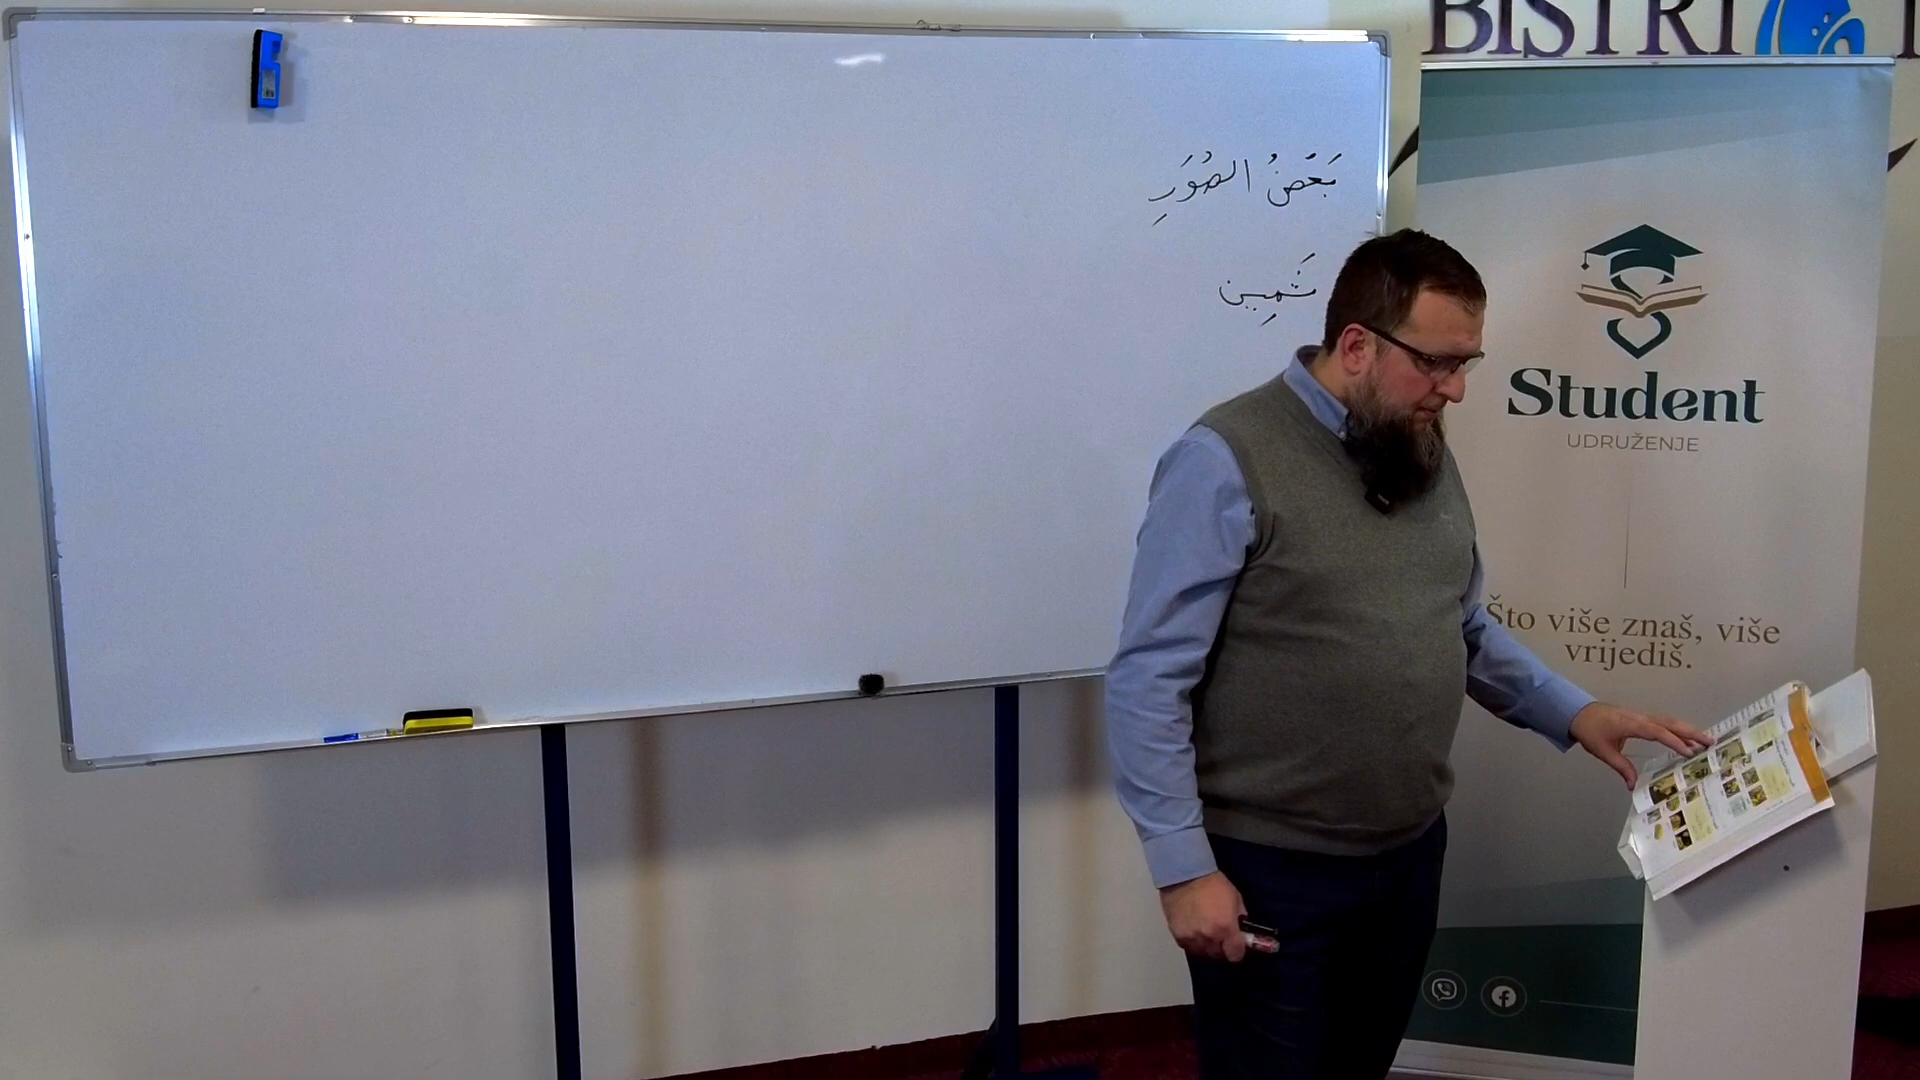 بَعْضُ الصُّوَرِ
ثَمِين
BISTRI
Student
UDRUŽENJE
Što više znaš, više
vrijediš.